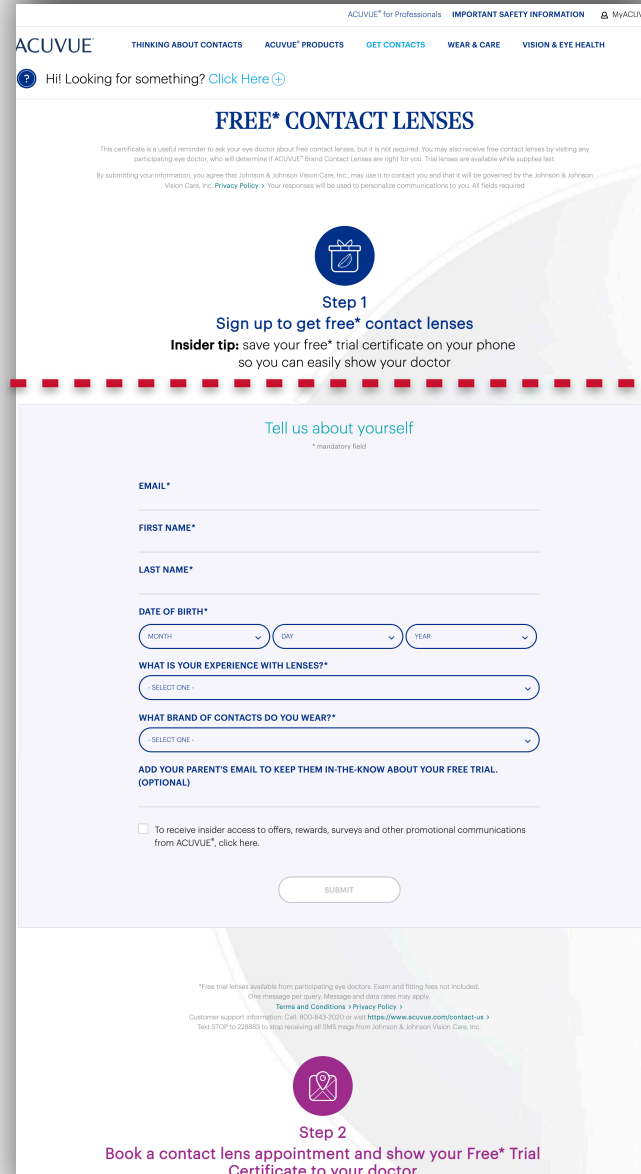 ACUVUE® for Professionals IMPORTANT SAFETY INFORMATION MyACUV
ACUVUE®
THINKING ABOUT CONTACTS ACUVUE® PRODUCTS GET CONTACTS WEAR & CARE VISION & EYE HEALTH
? Hi! Looking for something? Click Here
FREE* CONTACT LENSES
This certificate is a useful reminder to ask your eye doctor about free contact lenses, but it is not required. You may also receive free contact lenses by visiting any
participating eye doctor, who will determine if ACUVUE® Brand Contact Lenses are right for you. Trial lenses are available while supplies last.
By submitting your information, you agree that Johnson & Johnson Vision Care, Inc., may use it to contact you and that it will be governed by the Johnson & Johnson
Vision Care, Inc. Privacy Policy > Your responses will be used to personalize communications to you. All fields required
Step 1
Sign up to get free* contact lenses
Insider tip: save your free* trial certificate on your phone
so you can easily show your doctor
Tell us about yourself
* mandatory field
EMAIL*
FIRST NAME*
LAST NAME*
DATE OF BIRTH*
MONTH DAY YEAR
WHAT IS YOUR EXPERIENCE WITH LENSES?*
- SELECT ONE -
WHAT BRAND OF CONTACTS DO YOU WEAR?*
- SELECT ONE -
ADD YOUR PARENT'S EMAIL TO KEEP THEM IN-THE-KNOW ABOUT YOUR FREE TRIAL.
(OPTIONAL)
To receive insider access to offers, rewards, surveys and other promotional communications
from ACUVUE®, click here.
SUBMIT
*Free trial lenses available from participating eye doctors. Exam and fitting fees not included.
One message per query. Message and data rates may apply.
Terms and Conditions > Privacy Policy >
Customer support information: Call: 800-843-2020 or visit https://www.acuvue.com/contact-us >
Text STOP to 228883 to stop receiving all SMS msgs from Johnson & Johnson Vision Care, Inc.
Step 2
Book a contact lens appointment and show your Free* Trial
Certificate to your doctor